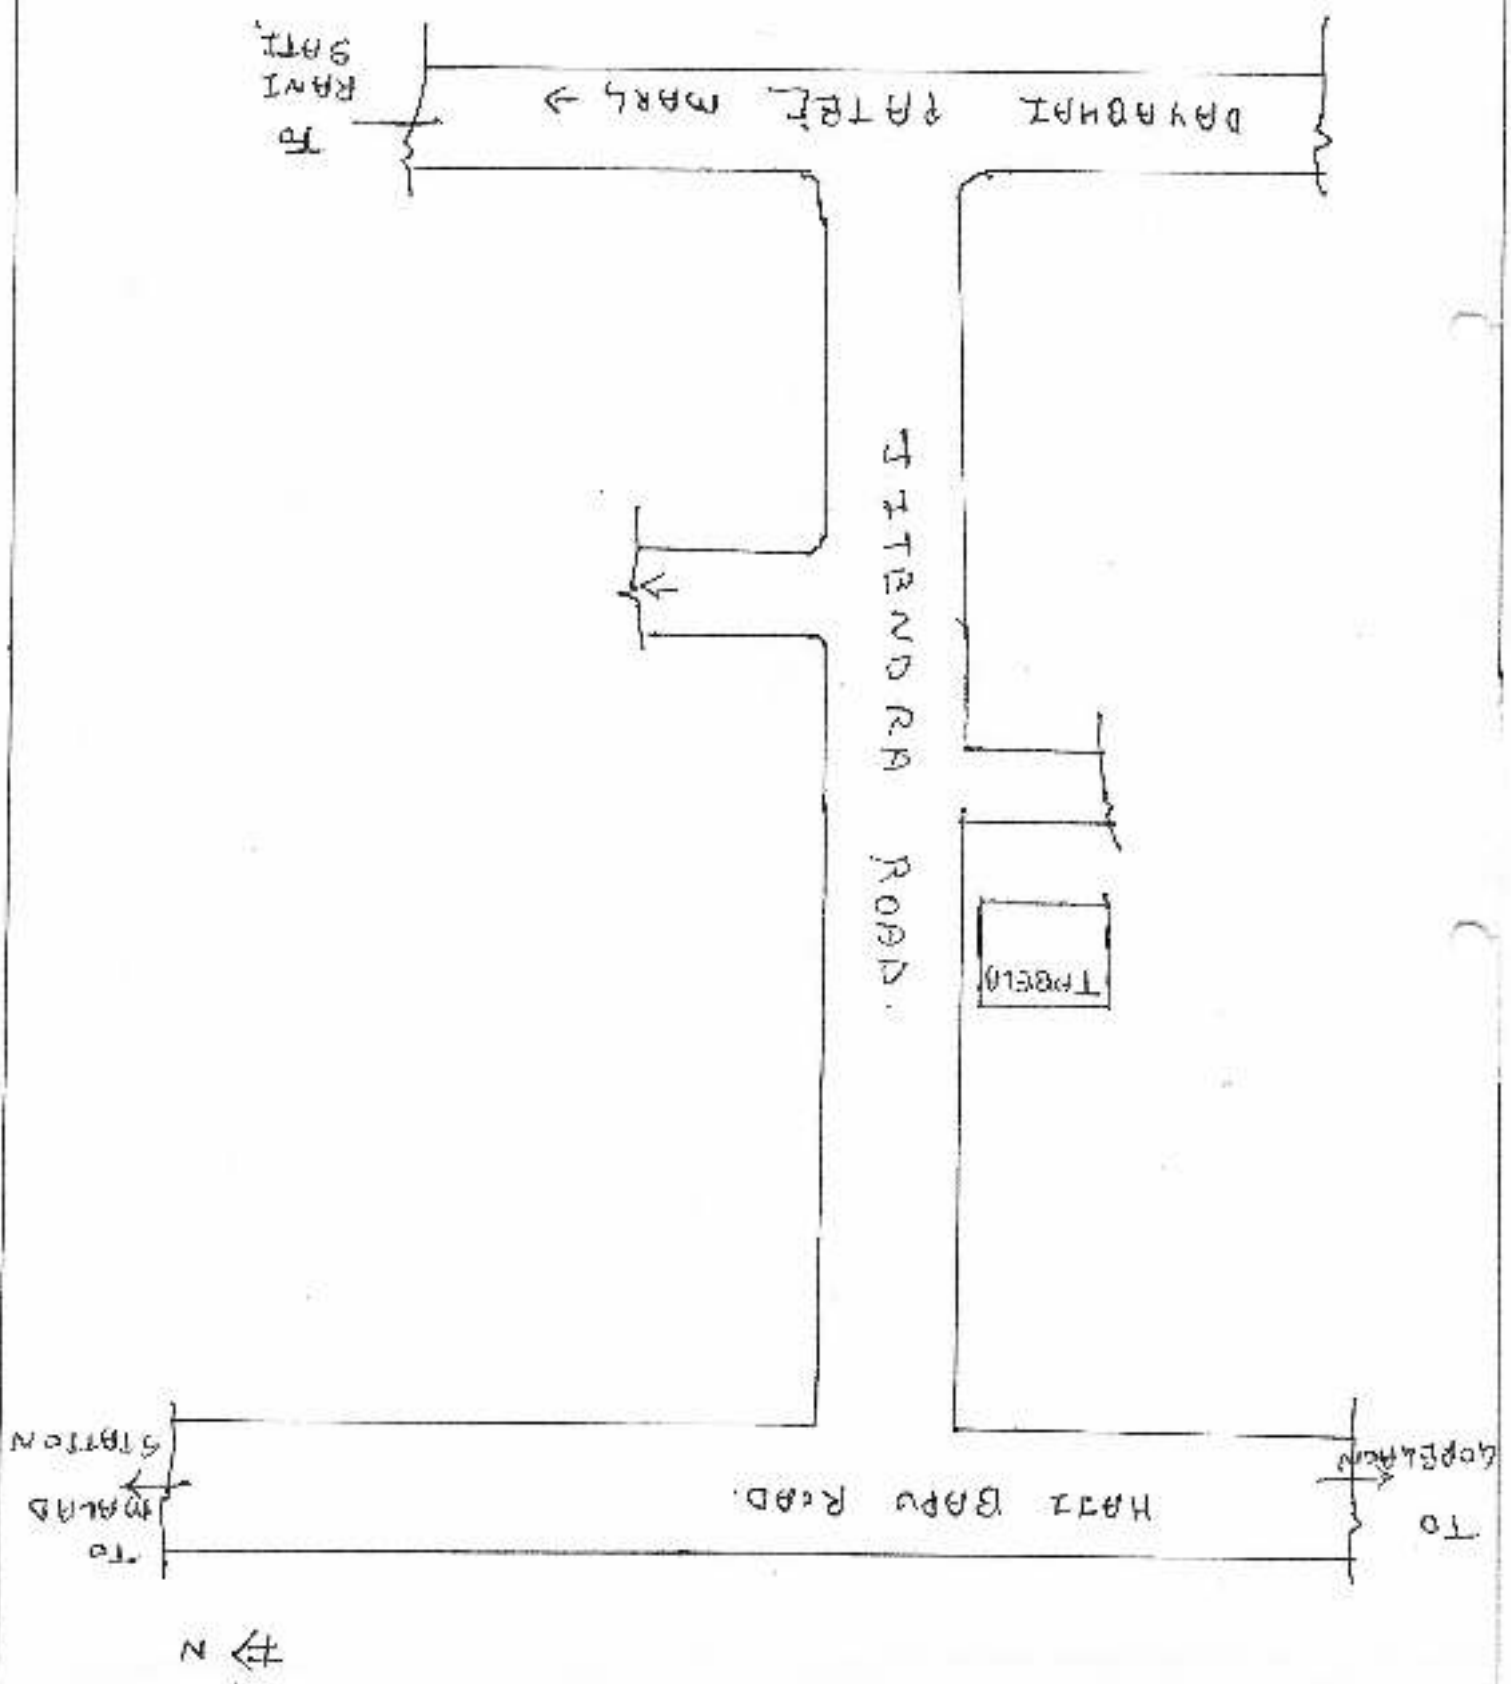 N
TO
MALAD
STATION
TO
GOREGAON
HAJI BAPU ROAD.
TABELA
JITENDRA ROAD.
DAYABHAI PATEL MARG →
TO
RANI
SATI